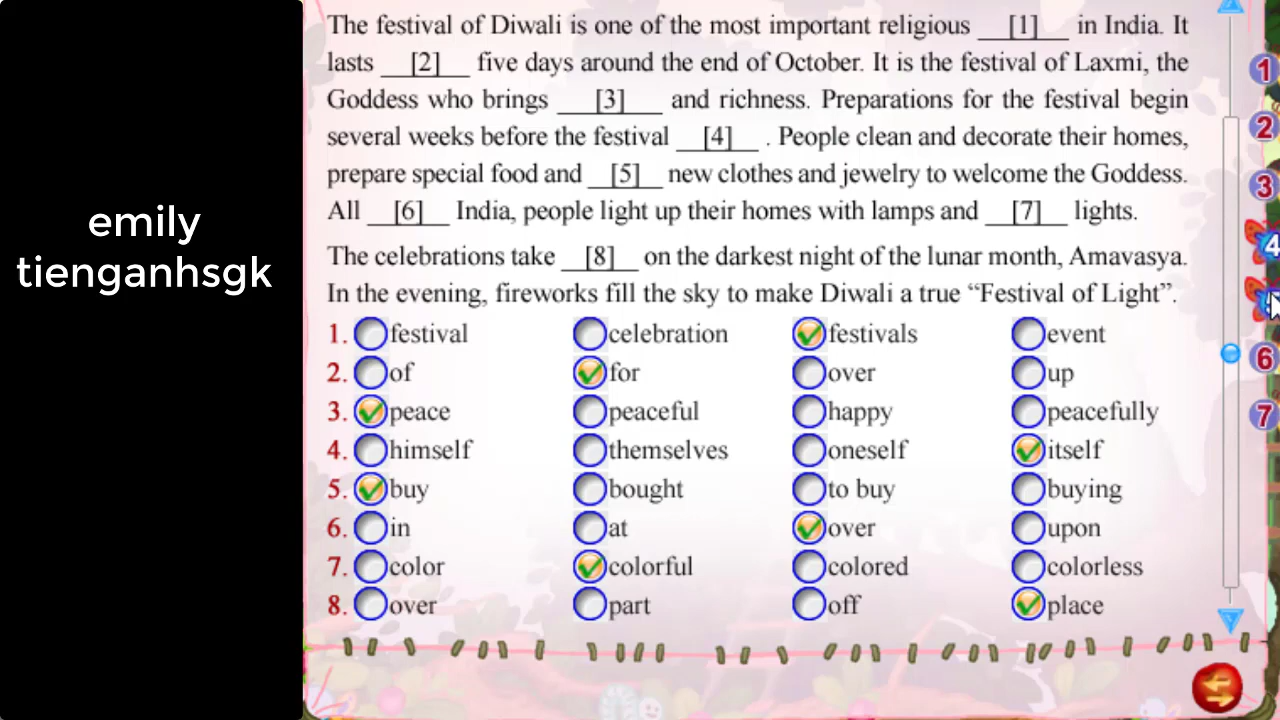 emily
tienganhsgk
The festival of Diwali is one of the most important religious __[1]__ in India. It
lasts __[2]__ five days around the end of October. It is the festival of Laxmi, the
Goddess who brings __[3]__ and richness. Preparations for the festival begin
several weeks before the festival __[4]__ . People clean and decorate their homes,
prepare special food and __[5]__ new clothes and jewelry to welcome the Goddess.
All __[6]__ India, people light up their homes with lamps and __[7]__ lights.
The celebrations take __[8]__ on the darkest night of the lunar month, Amavasya.
In the evening, fireworks fill the sky to make Diwali a true “Festival of Light”.
1. festival celebration festivals event
2. of for over up
3. peace peaceful happy peacefully
4. himself themselves oneself itself
5. buy bought to buy buying
6. in at over upon
7. color colorful colored colorless
8. over part off place
1
2
3
4
6
7